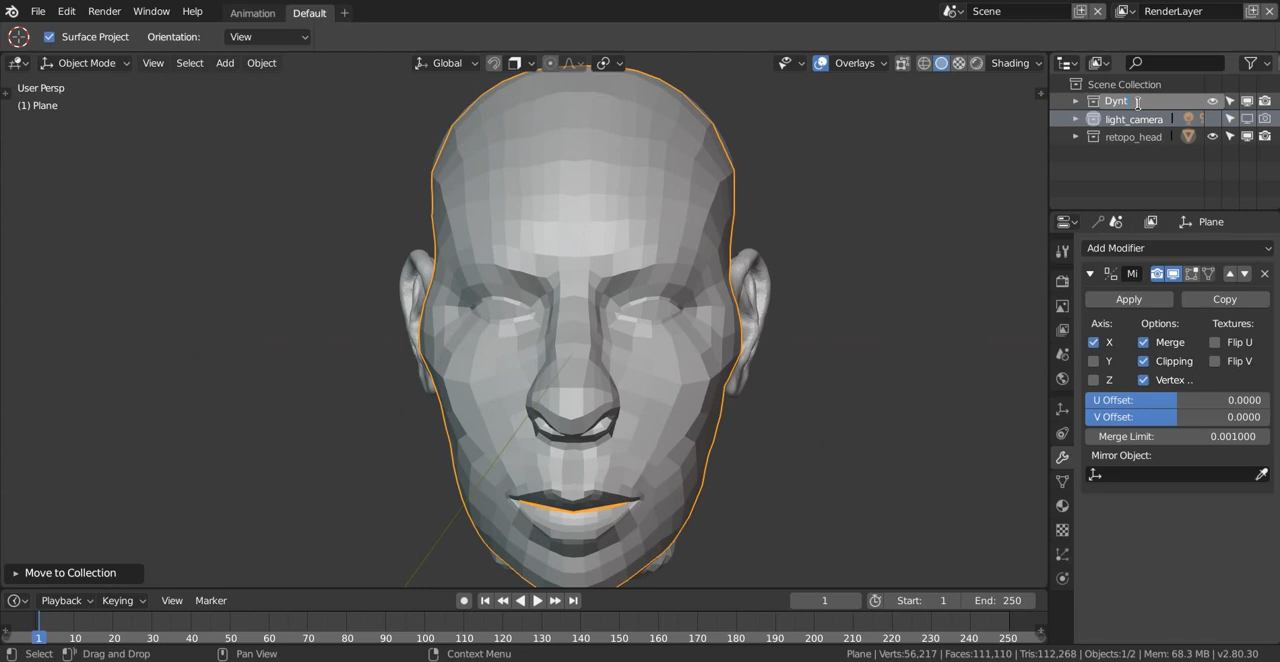 File Edit Render Window Help Animation Default + Scene RenderLayer
Surface Project Orientation: View
Object Mode View Select Add Object Global Overlays Shading
User Persp
(1) Plane
Scene Collection
Dynt
light_camera
retopo_head
Plane
Add Modifier
Mi
Apply Copy
Axis: Options: Textures:
X Merge Flip U
Y Clipping Flip V
Z Vertex ..
U Offset: 0.0000
V Offset: 0.0000
Merge Limit: 0.001000
Mirror Object:
Move to Collection
Playback Keying View Marker 1 Start: 1 End: 250
1 10 20 30 40 50 60 70 80 90 100 110 120 130 140 150 160 170 180 190 200 210 220 230 240 250
Select Drag and Drop Pan View Context Menu Plane | Verts:56,217 | Faces:111,110 | Tris:112,268 | Objects:1/2 | Mem: 68.3 MB | v2.80.30